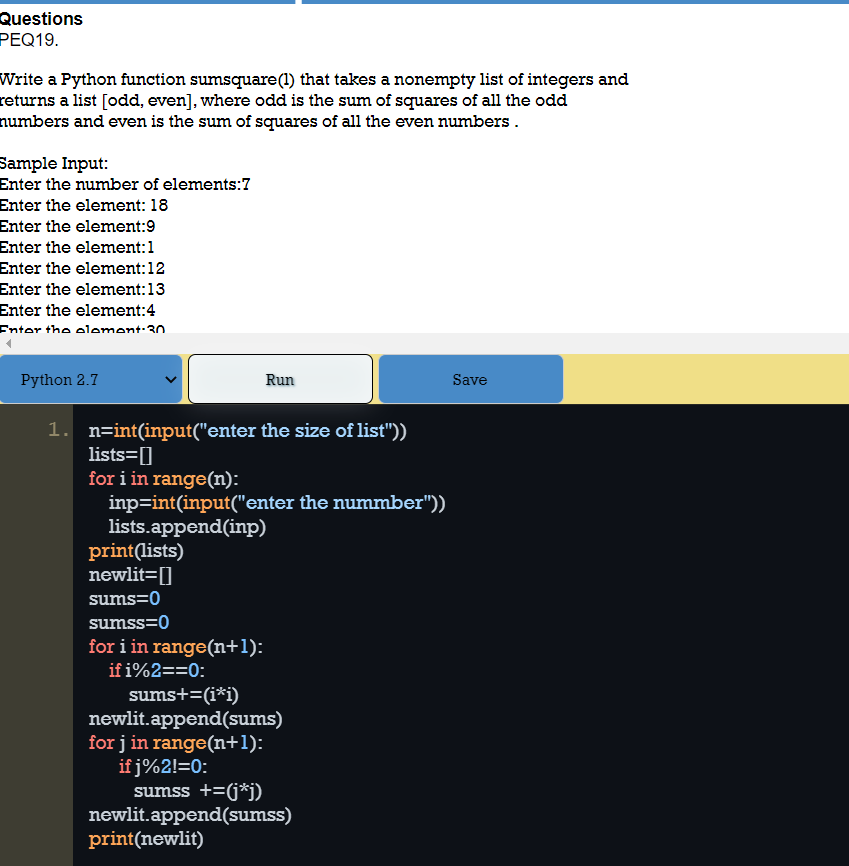 Questions
PEQ19.
Write a Python function sumsquare(l) that takes a nonempty list of integers and
returns a list [odd, even], where odd is the sum of squares of all the odd
numbers and even is the sum of squares of all the even numbers .
Sample Input:
Enter the number of elements:7
Enter the element: 18
Enter the element:9
Enter the element:1
Enter the element:12
Enter the element:13
Enter the element:4
Enter the element:30
Python 2.7 Run Save
1. n=int(input("enter the size of list"))
lists=[]
for i in range(n):
inp=int(input("enter the nummber"))
lists.append(inp)
print(lists)
newlit=[]
sums=0
sumss=0
for i in range(n+1):
if i%2==0:
sums+=(i*i)
newlit.append(sums)
for j in range(n+1):
if j%2!=0:
sumss +=(j*j)
newlit.append(sumss)
print(newlit)